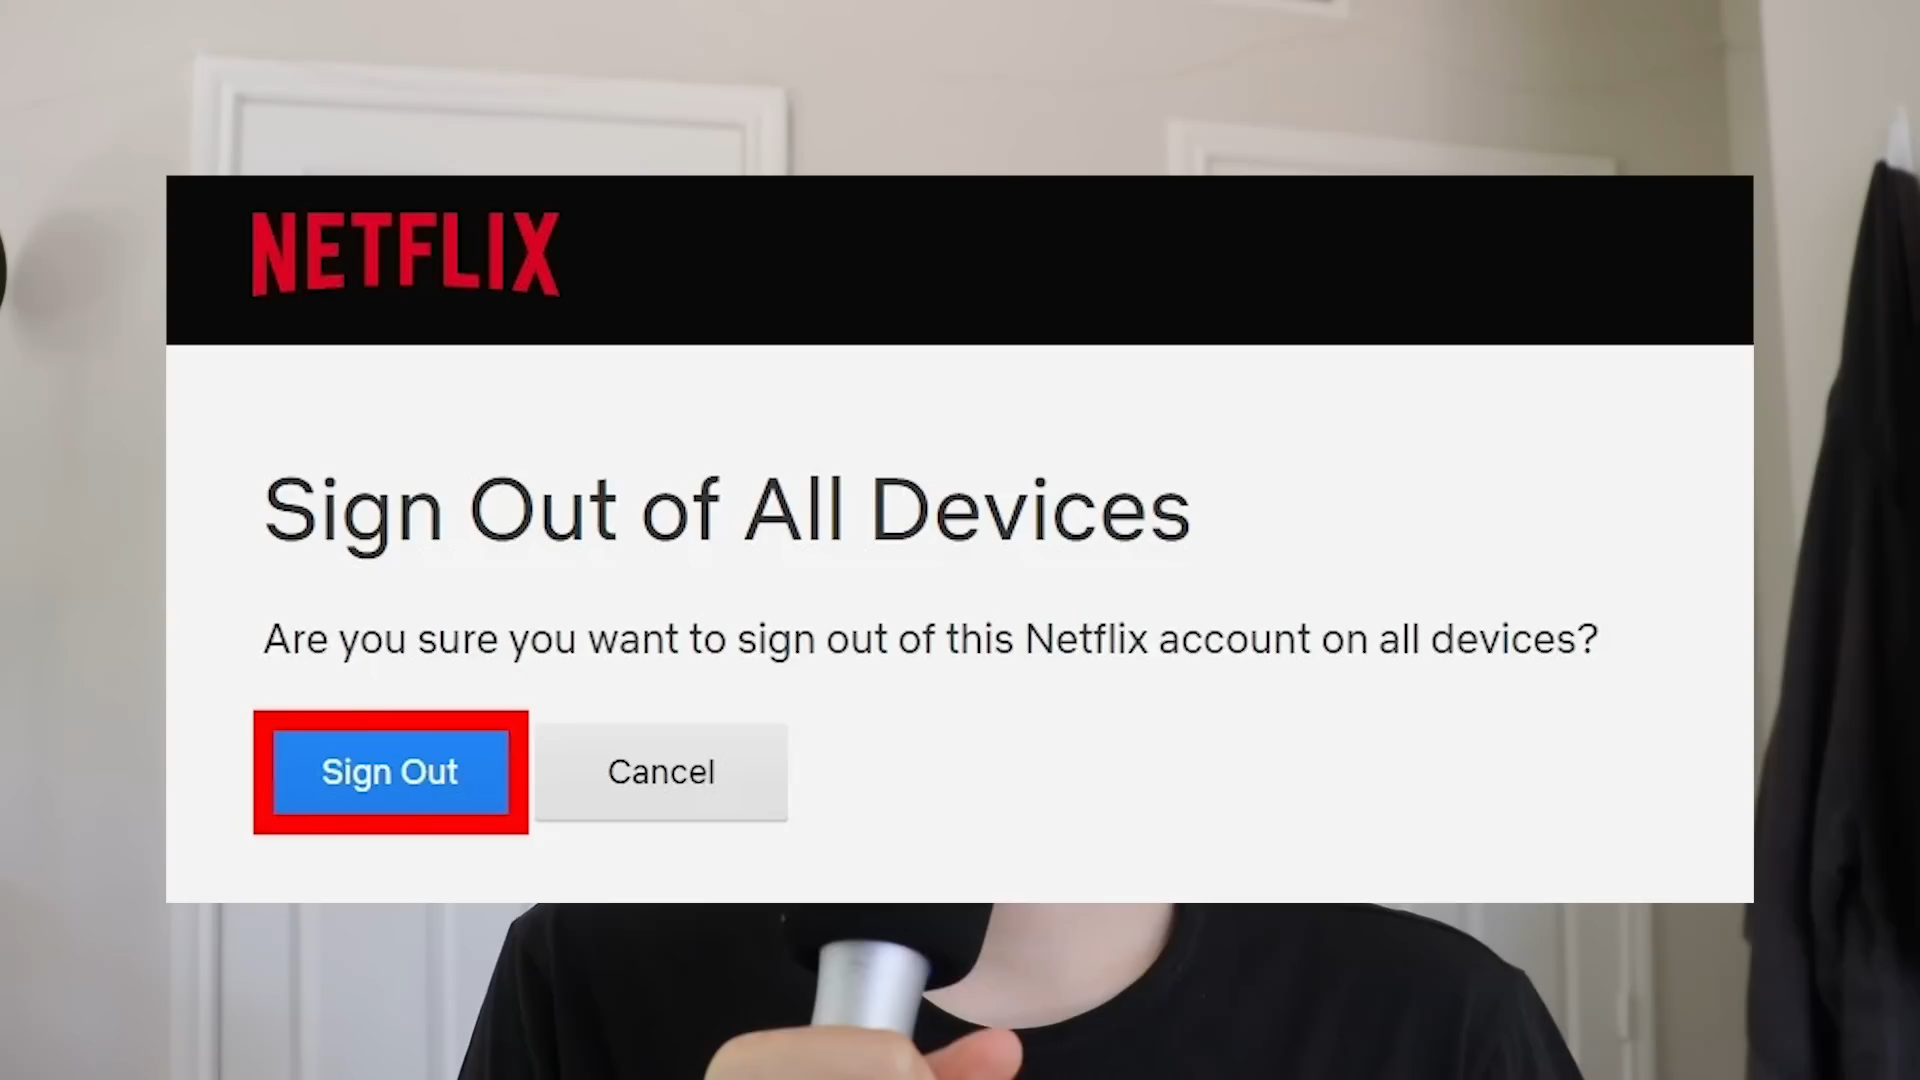 NETFLIX
Sign Out of All Devices
Are you sure you want to sign out of this Netflix account on all devices?
Sign Out
Cancel